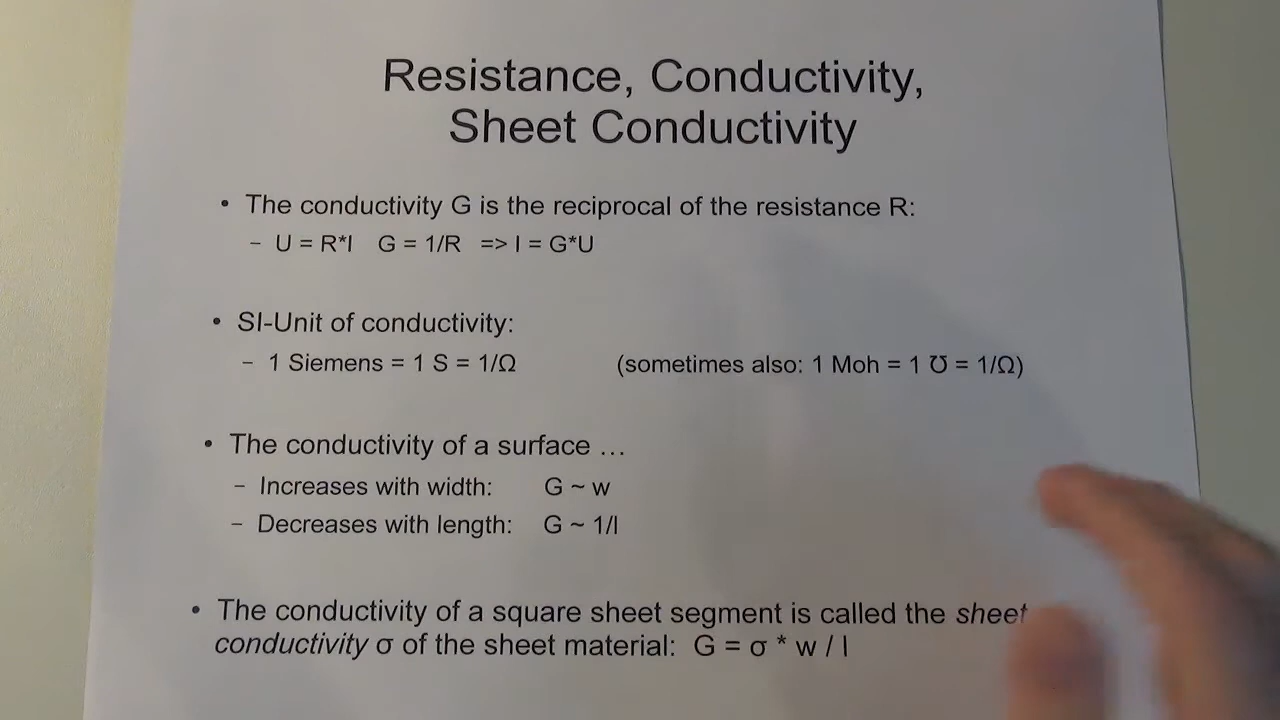 Resistance, Conductivity,
Sheet Conductivity
• The conductivity G is the reciprocal of the resistance R:
– U = R*I G = 1/R => I = G*U
• SI-Unit of conductivity:
– 1 Siemens = 1 S = 1/Ω (sometimes also: 1 Moh = 1 ℧ = 1/Ω)
• The conductivity of a surface …
– Increases with width: G ~ w
– Decreases with length: G ~ 1/l
• The conductivity of a square sheet segment is called the sheet
conductivity σ of the sheet material: G = σ * w / l